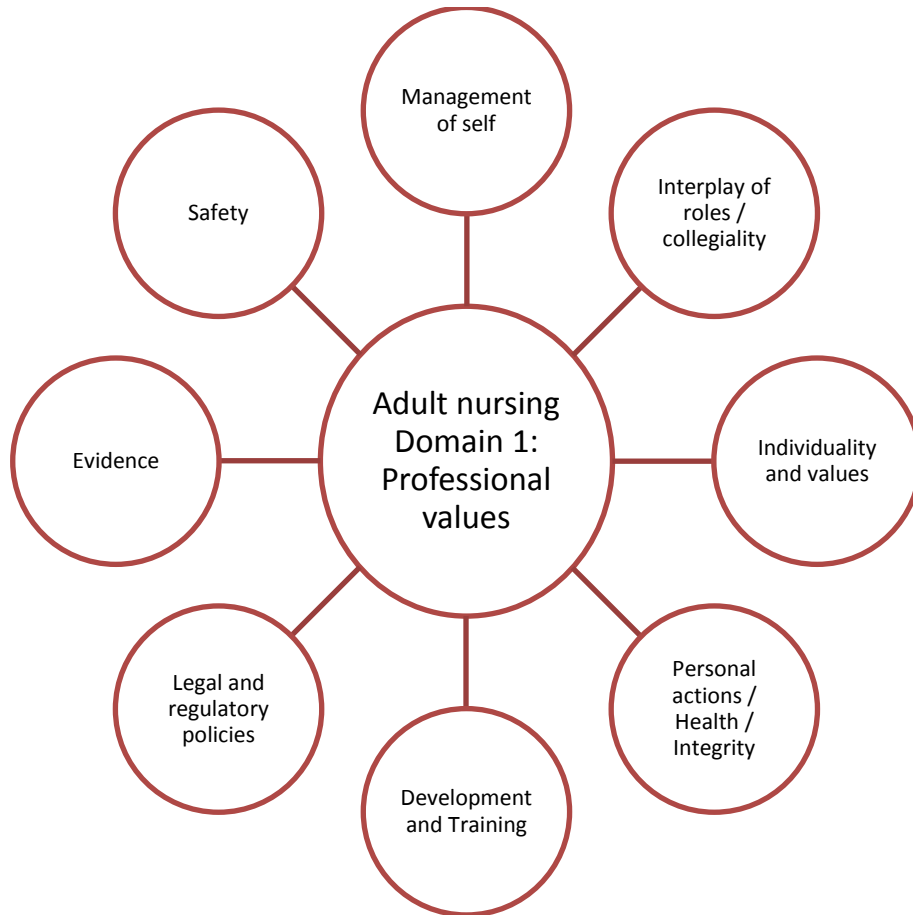 Management
of self
Interplay of
roles /
collegiality
Individuality
and values
Personal
actions /
Health /
Integrity
Development
and Training
Legal and
regulatory
policies
Evidence
Safety
Adult nursing
Domain 1:
Professional
values